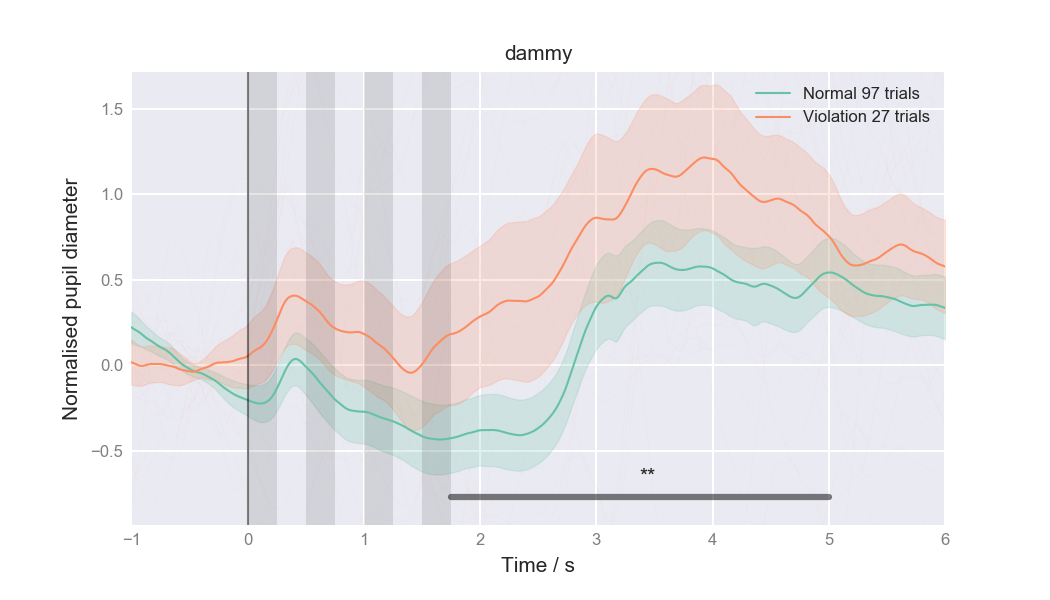 dammy
Normal 97 trials
Violation 27 trials
Normalised pupil diameter
1.5
1.0
0.5
0.0
−0.5
**
−1 0 1 2 3 4 5 6
Time / s